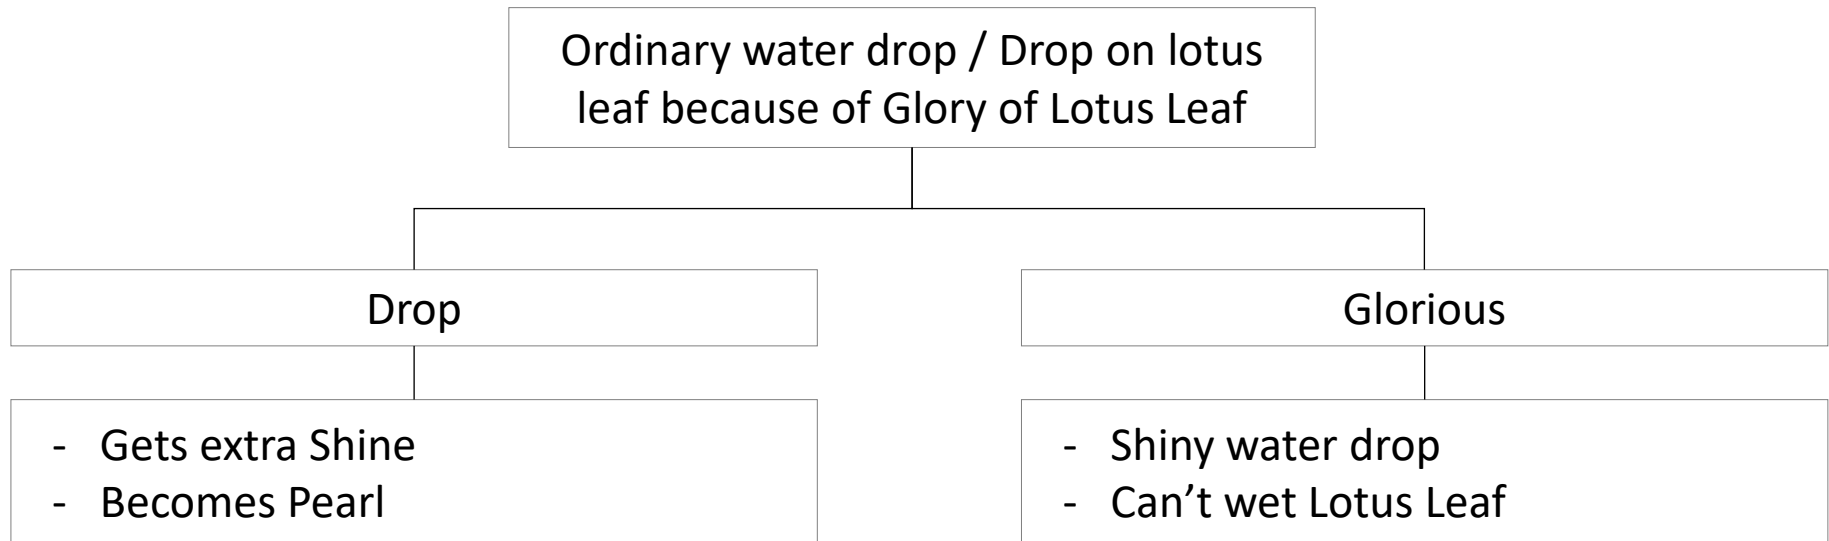 Ordinary water drop / Drop on lotus
leaf because of Glory of Lotus Leaf
Drop
Glorious
- Gets extra Shine
- Becomes Pearl
- Shiny water drop
- Can't wet Lotus Leaf